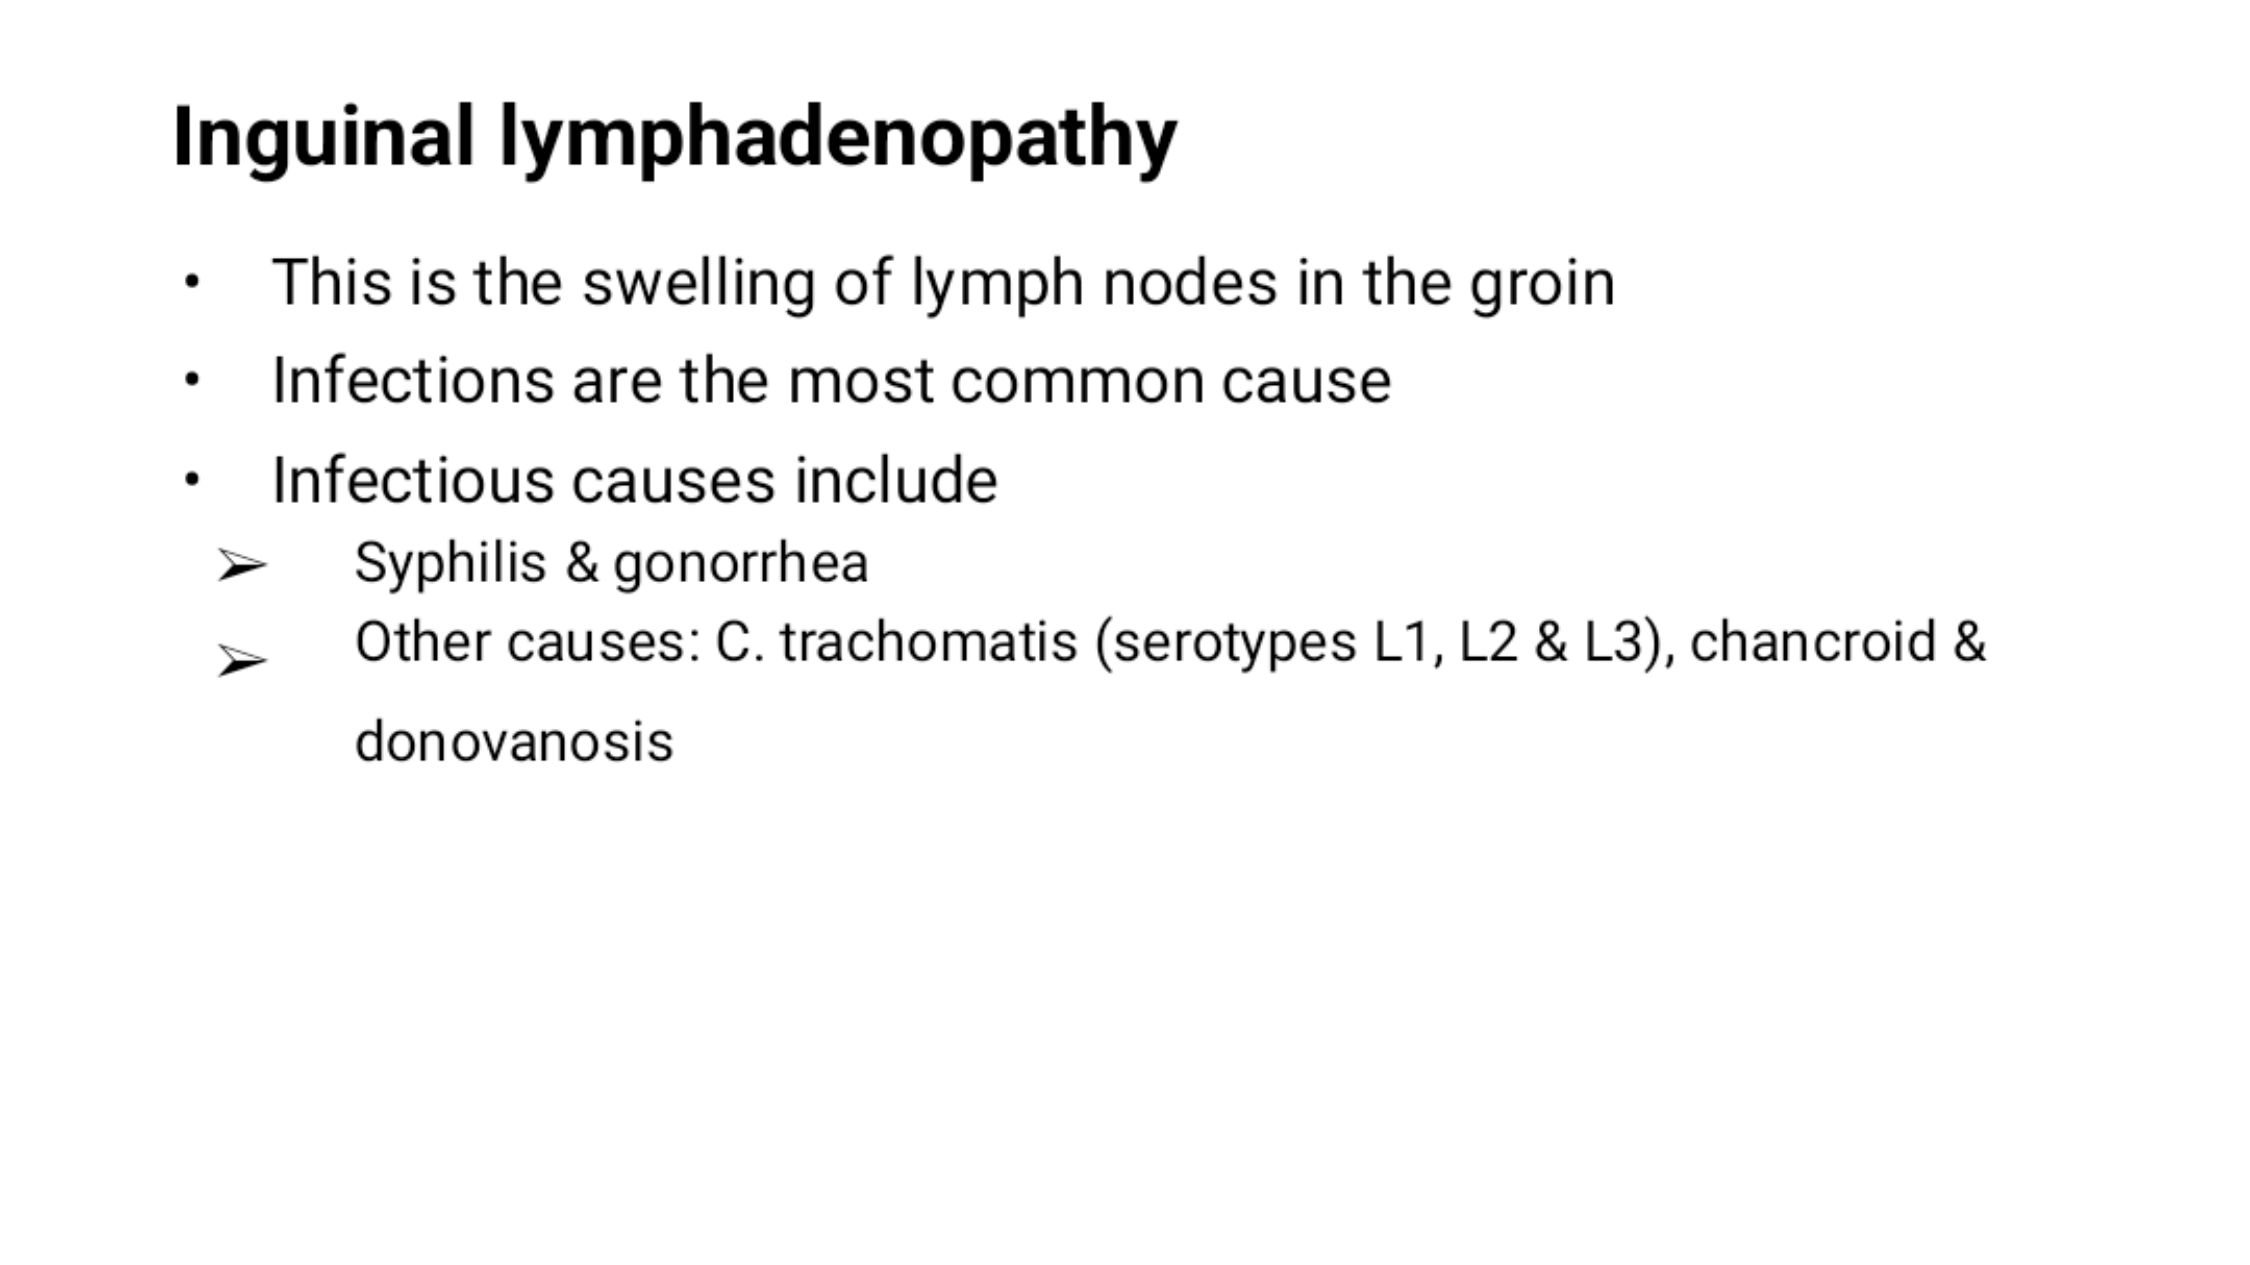 Inguinal lymphadenopathy
• This is the swelling of lymph nodes in the groin
• Infections are the most common cause
• Infectious causes include
➢ Syphilis & gonorrhea
➢ Other causes: C. trachomatis (serotypes L1, L2 & L3), chancroid &
donovanosis